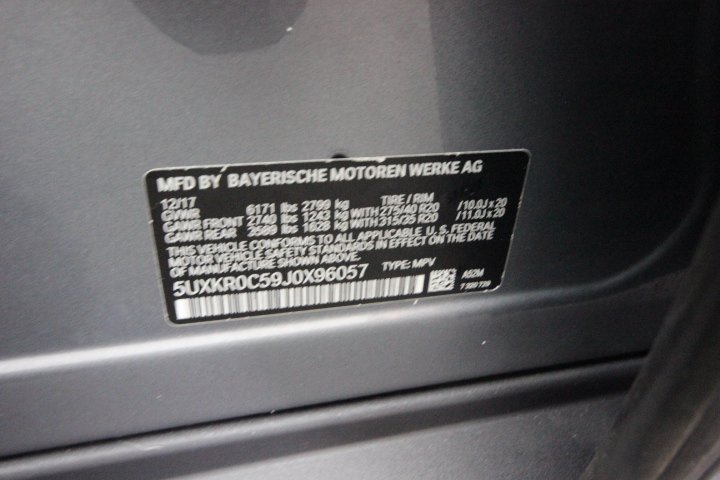 MFD BY BAYERISCHE MOTOREN WERKE AG
12/17 TIRE / RIM
GVWR 6171 lbs 2799 kg
GAWR FRONT 2740 lbs 1243 kg WITH 275/40 R20 /10.0J x 20
GAWR REAR 3589 lbs 1628 kg WITH 315/35 R20 /11.0J x 20
THIS VEHICLE CONFORMS TO ALL APPLICABLE U. S. FEDERAL
MOTOR VEHICLE SAFETY STANDARDS IN EFFECT ON THE DATE
OF MANUFACTURE SHOWN ABOVE.
5UXKR0C59J0X96057 TYPE: MPV